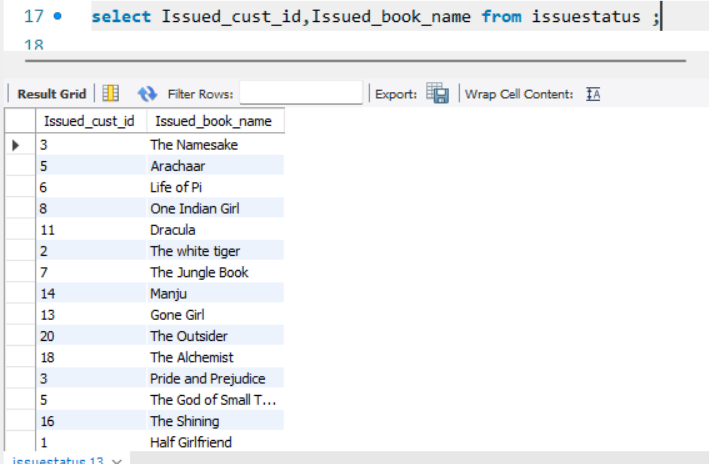 17 select Issued_cust_id,Issued_book_name from issuestatus ;
18
Result Grid Filter Rows: Export: Wrap Cell Content: IA
Issued_cust_id Issued_book_name
3 The Namesake
5 Arachaar
6 Life of Pi
8 One Indian Girl
11 Dracula
2 The white tiger
7 The Jungle Book
14 Manju
13 Gone Girl
20 The Outsider
18 The Alchemist
3 Pride and Prejudice
5 The God of Small T...
16 The Shining
1 Half Girlfriend
issuestatus 13